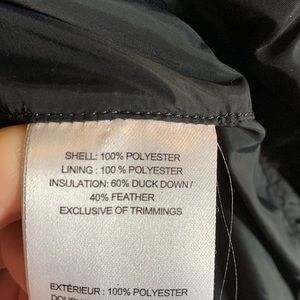 SHELL: 100% POLYESTER
LINING : 100% POLYESTER
INSULATION: 60% DUCK DOWN /
40% FEATHER
EXCLUSIVE OF TRIMMINGS
EXTÉRIEUR : 100% POLYESTER